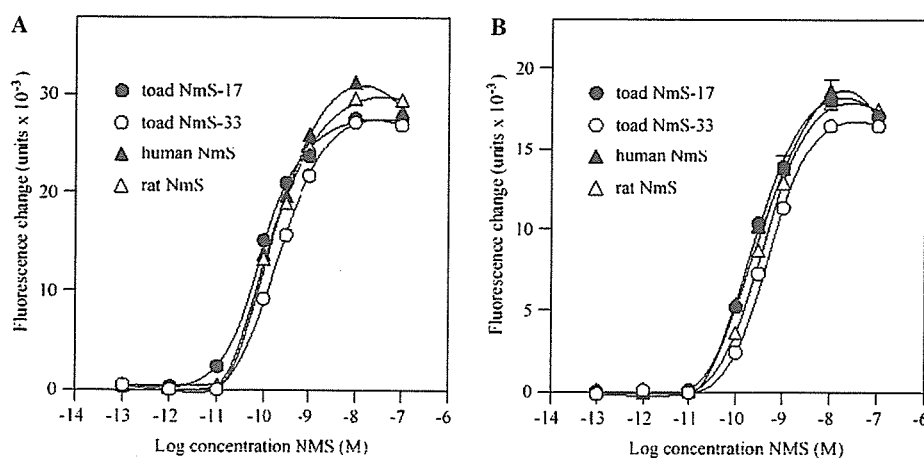 A
Fluorescence change (units x 10⁻³)
30
20
10
0
toad NmS-17
toad NmS-33
human NmS
rat NmS
-14 -13 -12 -11 -10 -9 -8 -7 -6
Log concentration NMS (M)
B
Fluorescence change (units x 10⁻³)
20
15
10
5
0
toad NmS-17
toad NmS-33
human NmS
rat NmS
-14 -13 -12 -11 -10 -9 -8 -7 -6
Log concentration NMS (M)